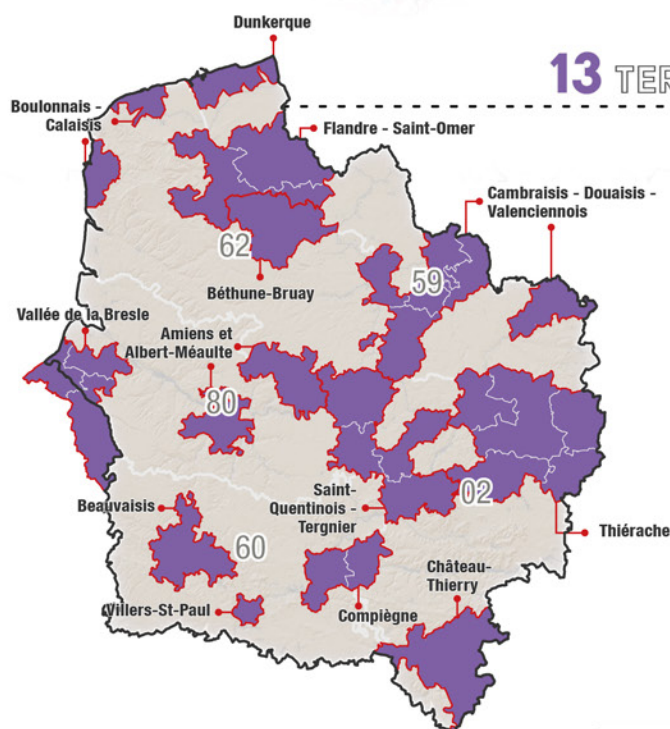 Dunkerque
13 TER
Boulonnais -
Calaisis
Flandre - Saint-Omer
Cambraisis - Douaisis -
Valenciennois
62
59
Béthune-Bruay
Vallée de la Bresle
Amiens et
Albert-Méaulte
80
Saint-
Quentinois -
Tergnier
02
Beauvaisis
60
Thiérache
Château-
Thierry
Villers-St-Paul
Compiègne